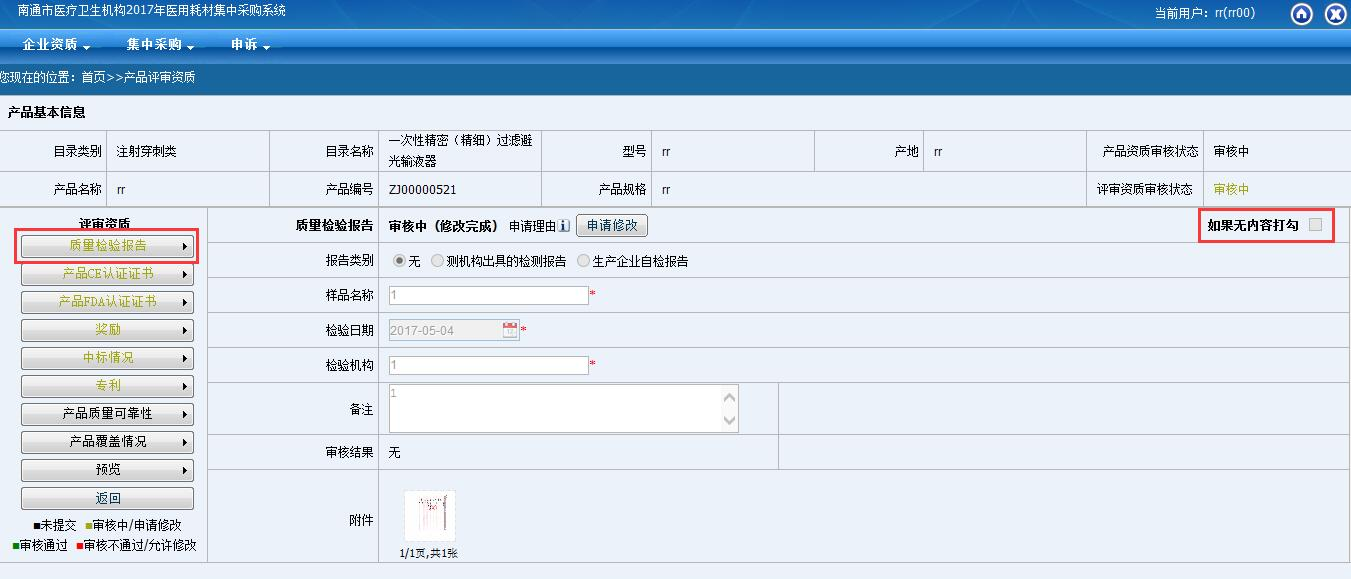 南通市医疗卫生机构2017年医用耗材集中采购系统
当前用户：rr(rr00)
企业资质 集中采购 申诉
您现在的位置：首页>>产品评审资质
产品基本信息
目录类别 注射穿刺类 目录名称 一次性精密（精细）过滤避光输液器 型号 rr 产地 rr 产品资质审核状态 审核中
产品名称 rr 产品编号 ZJ00000521 产品规格 rr 评审资质审核状态 审核中
评审资质
质量检验报告
产品CE认证证书
产品FDA认证证书
奖励
中标情况
专利
产品质量可靠性
产品覆盖情况
预览
返回
■未提交 ■审核中/申请修改
■审核通过 ■审核不通过/允许修改
质量检验报告 审核中（修改完成） 申请理由 申请修改 如果无内容打勾
报告类别 无 测机构出具的检测报告 生产企业自检报告
样品名称 1 *
检验日期 2017-05-04 *
检验机构 1 *
备注 1
审核结果 无
附件
1/1页,共1张